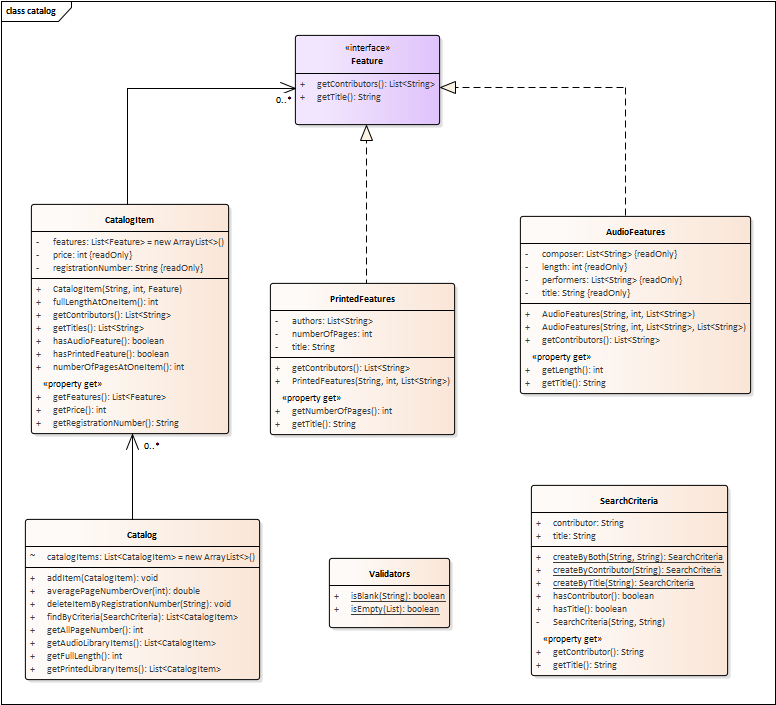 class catalog
«interface»
Feature
+ getContributors(): List<String>
+ getTitle(): String
0..*
CatalogItem
- features: List<Feature> = new ArrayList<>()
- price: int {readOnly}
- registrationNumber: String {readOnly}
+ CatalogItem(String, int, Feature)
+ fullLengthAtOneItem(): int
+ getContributors(): List<String>
+ getTitles(): List<String>
+ hasAudioFeature(): boolean
+ hasPrintedFeature(): boolean
+ numberOfPagesAtOneItem(): int
«property get»
+ getFeatures(): List<Feature>
+ getPrice(): int
+ getRegistrationNumber(): String
0..*
PrintedFeatures
- authors: List<String>
- numberOfPages: int
- title: String
+ getContributors(): List<String>
+ PrintedFeatures(String, int, List<String>)
«property get»
+ getNumberOfPages(): int
+ getTitle(): String
AudioFeatures
- composer: List<String> {readOnly}
- length: int {readOnly}
- performers: List<String> {readOnly}
- title: String {readOnly}
+ AudioFeatures(String, int, List<String>)
+ AudioFeatures(String, int, List<String>, List<String>)
+ getContributors(): List<String>
«property get»
+ getLength(): int
+ getTitle(): String
Catalog
~ catalogItems: List<CatalogItem> = new ArrayList<>()
+ addItem(CatalogItem): void
+ averagePageNumberOver(int): double
+ deleteItemByRegistrationNumber(String): void
+ findByCriteria(SearchCriteria): List<CatalogItem>
+ getAllPageNumber(): int
+ getAudioLibraryItems(): List<CatalogItem>
+ getFullLength(): int
+ getPrintedLibraryItems(): List<CatalogItem>
Validators
+ isBlank(String): boolean
+ isEmpty(List): boolean
SearchCriteria
+ contributor: String
+ title: String
+ createByBoth(String, String): SearchCriteria
+ createByContributor(String): SearchCriteria
+ createByTitle(String): SearchCriteria
+ hasContributor(): boolean
+ hasTitle(): boolean
- SearchCriteria(String, String)
«property get»
+ getContributor(): String
+ getTitle(): String